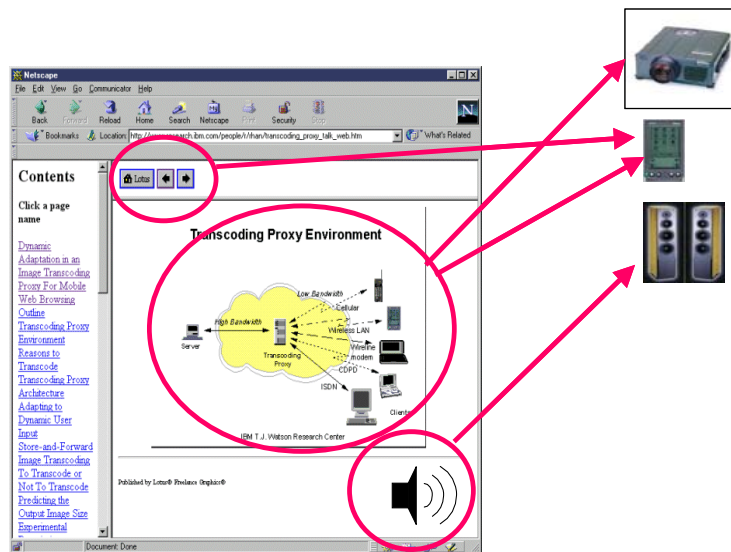 Netscape
File Edit View Go Communicator Help
Back Forward Reload Home Search Netscape Print Security Stop
Bookmarks Location: What's Related
N
Contents
Click a page
name
Dynamic
Adaptation in an
Image Transcoding
Proxy For Mobile
Web Browsing
Outline
Transcoding Proxy
Environment
Reasons to
Transcode
Transcoding Proxy
Architecture
Adapting to
Dynamic User
Input
Store-and-Forward
Image Transcoding
To Transcode or
Not To Transcode
Predicting the
Output Image Size
Experimental
Lotus
Transcoding Proxy Environment
Low Bandwidth
Cellular
High Bandwidth
Wireless LAN
Server
Wireline
modem
Transcoding
Proxy
CDPD
ISDN
Clients
IBM T.J. Watson Research Center
Published by Lotus® Freelance Graphics®
Document: Done